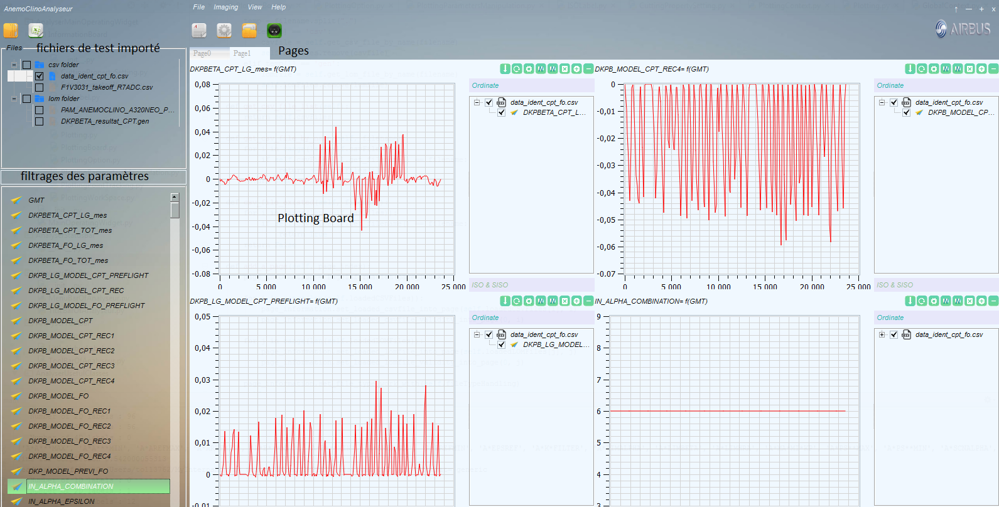 AnemoClinoAnalyseur
File Imaging View Help
AIRBUS
Files
fichiers de test importé
csv folder
data_ident_cpt_fo.csv
F1V3031_takeoff_R7ADC.csv
lom folder
PAM_ANEMOCLINO_A320NEO_P...
DKPBETA_resultat_CPT.gen
filtrages des paramètres
GMT
DKPBETA_CPT_LG_mes
DKPBETA_CPT_TOT_mes
DKPBETA_FO_LG_mes
DKPBETA_FO_TOT_mes
DKPB_LG_MODEL_CPT_PREFLIGHT
DKPB_LG_MODEL_CPT_REC
DKPB_LG_MODEL_FO_PREFLIGHT
DKPB_MODEL_CPT
DKPB_MODEL_CPT_REC1
DKPB_MODEL_CPT_REC2
DKPB_MODEL_CPT_REC3
DKPB_MODEL_CPT_REC4
DKPB_MODEL_FO
DKPB_MODEL_FO_REC1
DKPB_MODEL_FO_REC2
DKPB_MODEL_FO_REC3
DKPB_MODEL_FO_REC4
DKP_MODEL_PREVI_FO
IN_ALPHA_COMBINATION
IN_ALPHA_EPSILON
Page0 Page1 Pages
DKPBETA_CPT_LG_mes= f(GMT)
0,08
0,06
0,04
0,02
0
-0,02
-0,04
-0,06
-0.08
0 5 000 10 000 15 000 20 000 25 000
Plotting Board
Ordinate
data_ident_cpt_fo.csv
DKPBETA_CPT_L...
ISO & SISO
DKPB_MODEL_CPT_REC4= f(GMT)
0
-0,01
-0,02
-0,03
-0,04
-0,05
-0,06
-0.07
0 5 000 10 000 15 000 20 000 25 000
Ordinate
data_ident_cpt_fo.csv
DKPB_MODEL_CP...
ISO & SISO
DKPB_LG_MODEL_CPT_PREFLIGHT= f(GMT)
0,05
0,04
0,03
0,02
0,01
0
-0.01
Ordinate
data_ident_cpt_fo.csv
DKPB_LG_MODEL...
IN_ALPHA_COMBINATION= f(GMT)
9
8
7
6
5
4
3
Ordinate
data_ident_cpt_fo.csv